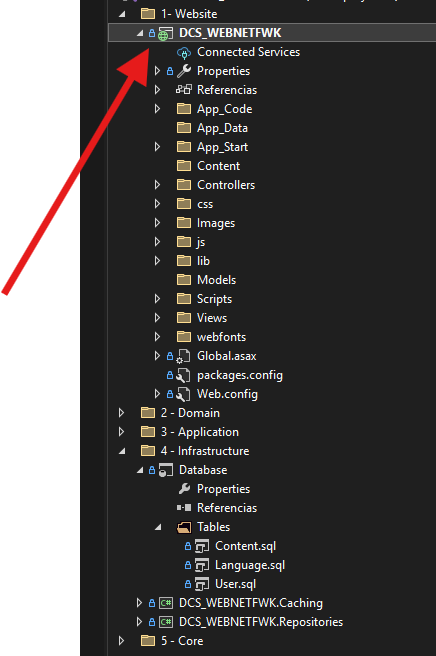 1- Website
DCS_WEBNETFWK
Connected Services
Properties
Referencias
App_Code
App_Data
App_Start
Content
Controllers
css
Images
js
lib
Models
Scripts
Views
webfonts
Global.asax
packages.config
Web.config
2 - Domain
3 - Application
4 - Infrastructure
Database
Properties
Referencias
Tables
Content.sql
Language.sql
User.sql
C# DCS_WEBNETFWK.Caching
C# DCS_WEBNETFWK.Repositories
5 - Core